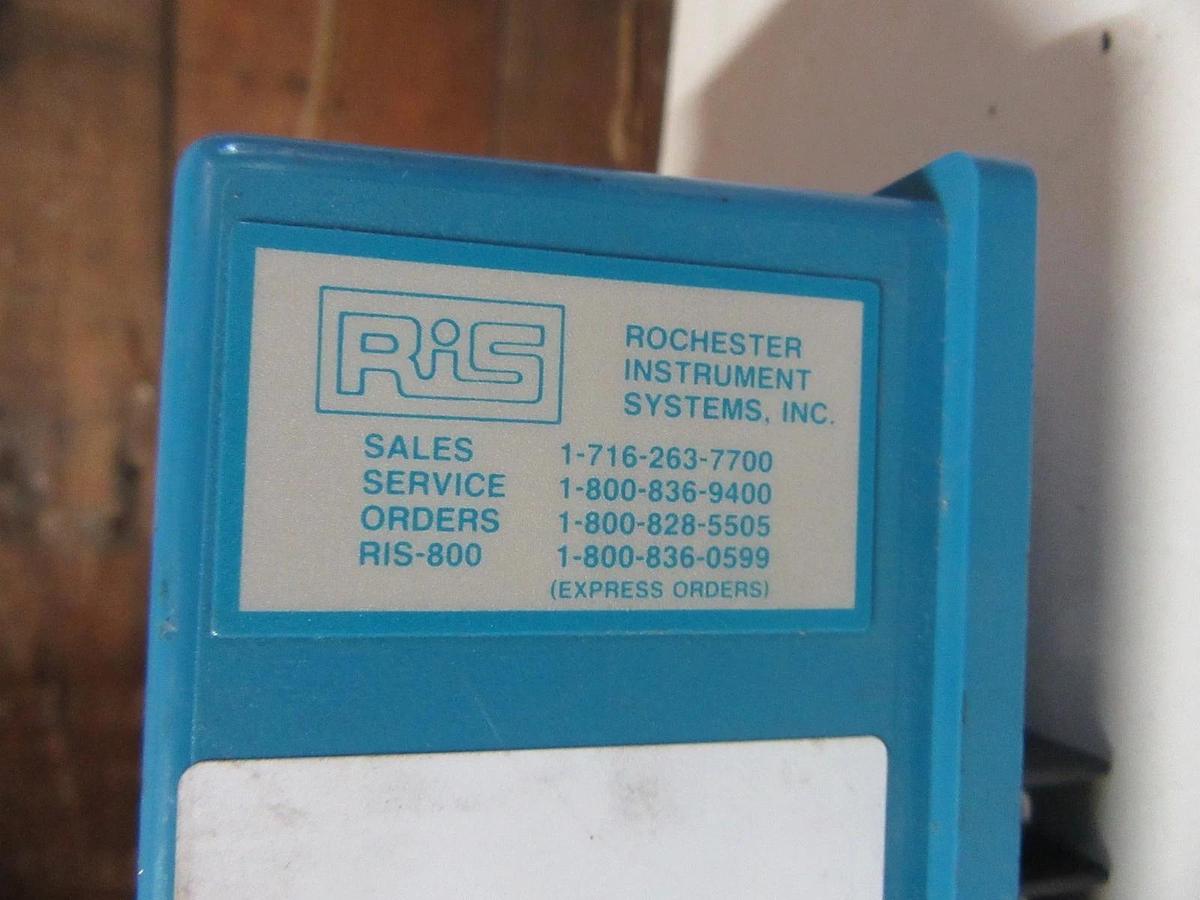 RiS
ROCHESTER
INSTRUMENT
SYSTEMS, INC.
SALES 1-716-263-7700
SERVICE 1-800-836-9400
ORDERS 1-800-828-5505
RIS-800 1-800-836-0599
(EXPRESS ORDERS)